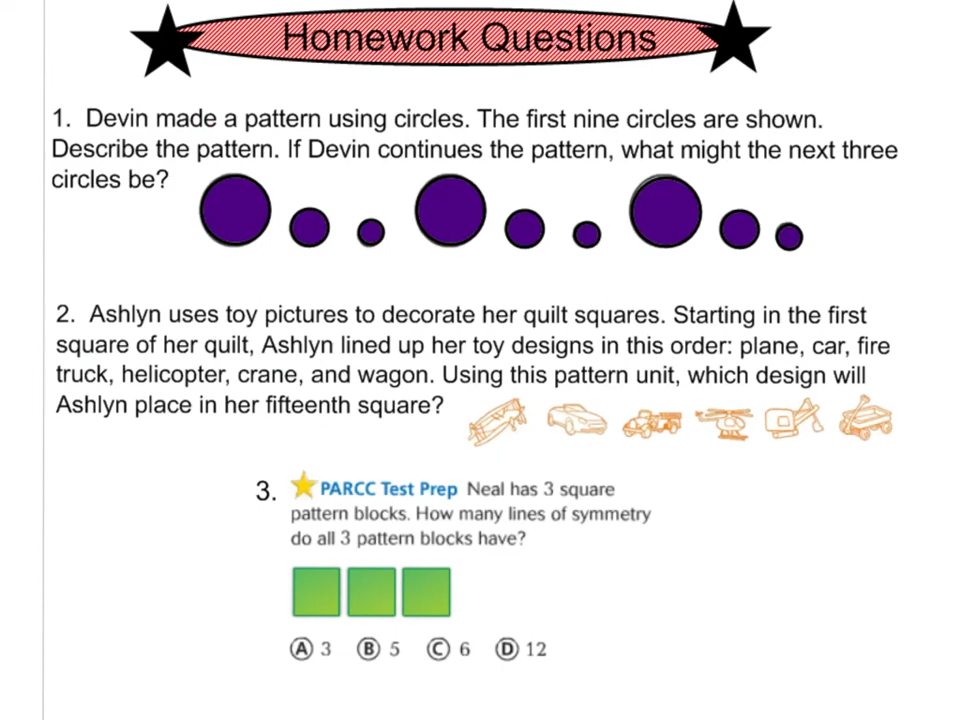 Homework Questions
1. Devin made a pattern using circles. The first nine circles are shown.
Describe the pattern. If Devin continues the pattern, what might the next three
circles be?
2. Ashlyn uses toy pictures to decorate her quilt squares. Starting in the first
square of her quilt, Ashlyn lined up her toy designs in this order: plane, car, fire
truck, helicopter, crane, and wagon. Using this pattern unit, which design will
Ashlyn place in her fifteenth square?
3. PARCC Test Prep Neal has 3 square
pattern blocks. How many lines of symmetry
do all 3 pattern blocks have?
A 3 B 5 C 6 D 12